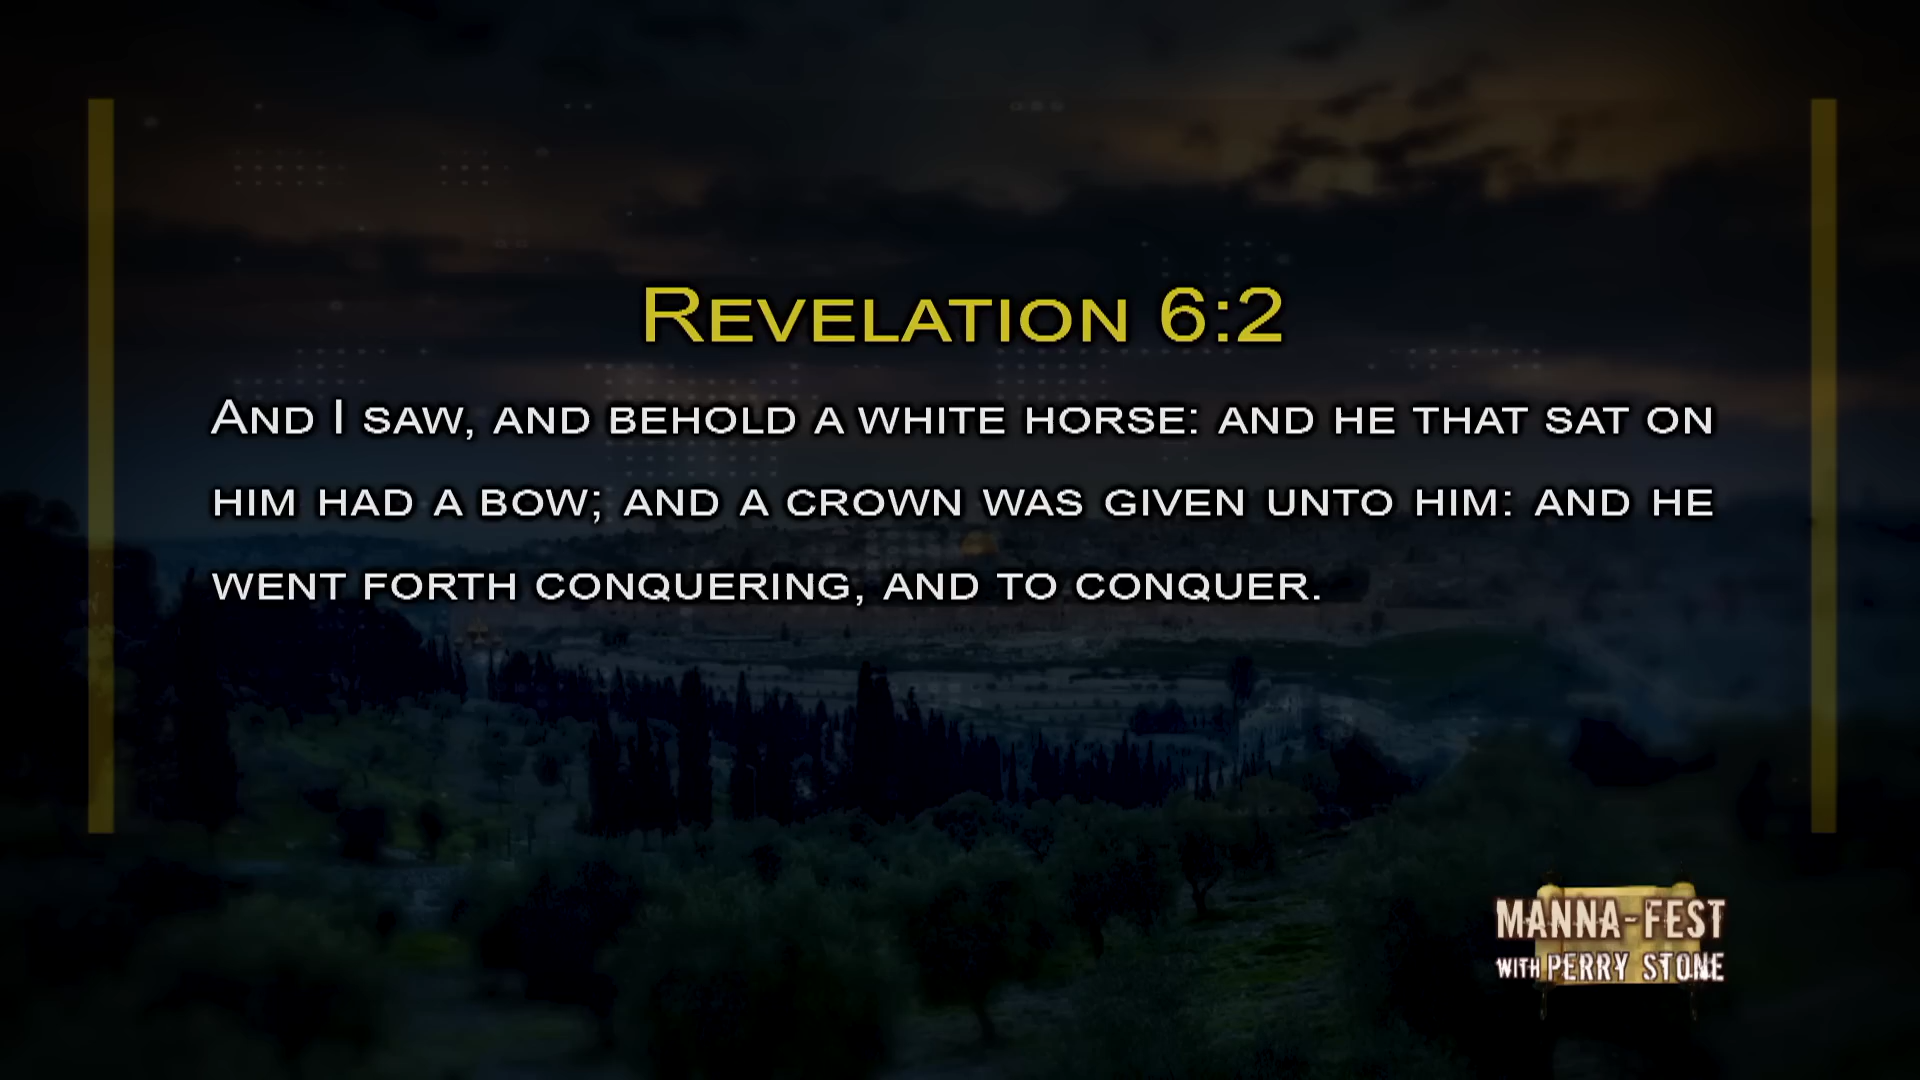 Revelation 6:2
And I saw, and behold a white horse: and he that sat on
him had a bow; and a crown was given unto him: and he
went forth conquering, and to conquer.
MANNA-FEST
WITH PERRY STONE